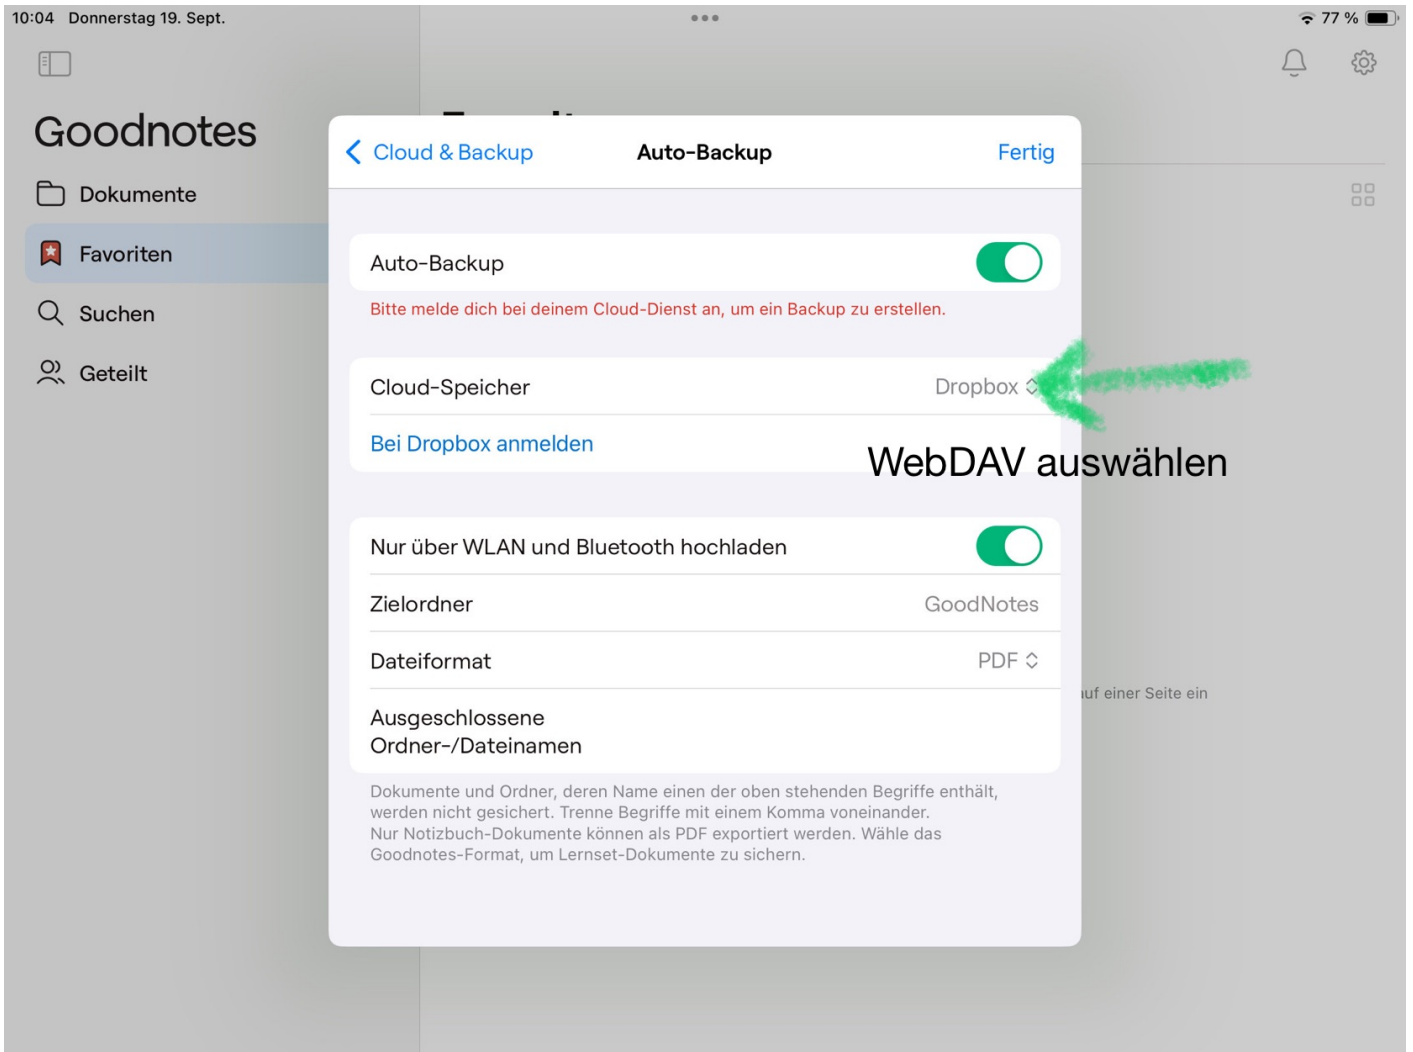 10:04 Donnerstag 19. Sept.
77 %
Goodnotes
Dokumente
Favoriten
Suchen
Geteilt
Cloud & Backup
Auto-Backup
Fertig
Auto-Backup
Bitte melde dich bei deinem Cloud-Dienst an, um ein Backup zu erstellen.
Cloud-Speicher
Dropbox
Bei Dropbox anmelden
WebDAV auswählen
Nur über WLAN und Bluetooth hochladen
Zielordner
GoodNotes
Dateiformat
PDF
auf einer Seite ein
Ausgeschlossene
Ordner-/Dateinamen
Dokumente und Ordner, deren Name einen der oben stehenden Begriffe enthält,
werden nicht gesichert. Trenne Begriffe mit einem Komma voneinander.
Nur Notizbuch-Dokumente können als PDF exportiert werden. Wähle das
Goodnotes-Format, um Lernset-Dokumente zu sichern.